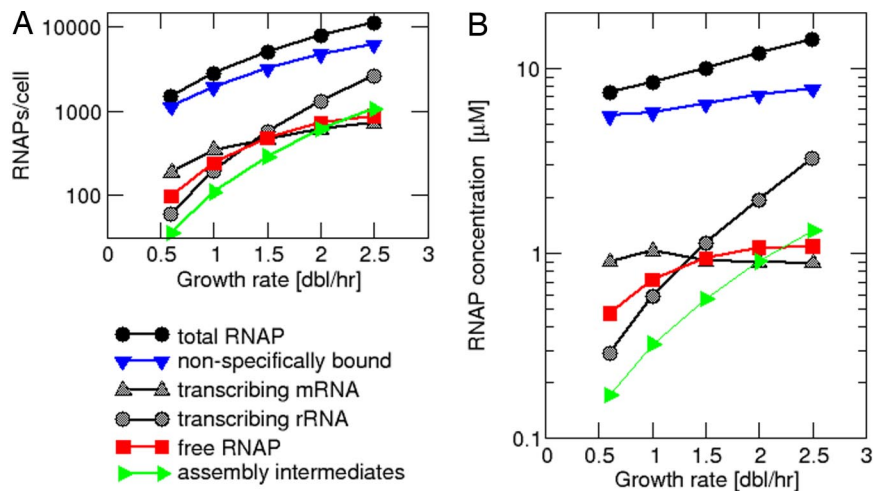 A
10000
1000
100
RNAPs/cell
0 0.5 1 1.5 2 2.5 3
Growth rate [dbl/hr]
total RNAP
non-specifically bound
transcribing mRNA
transcribing rRNA
free RNAP
assembly intermediates
B
10
1
0.1
RNAP concentration [µM]
0 0.5 1 1.5 2 2.5 3
Growth rate [dbl/hr]